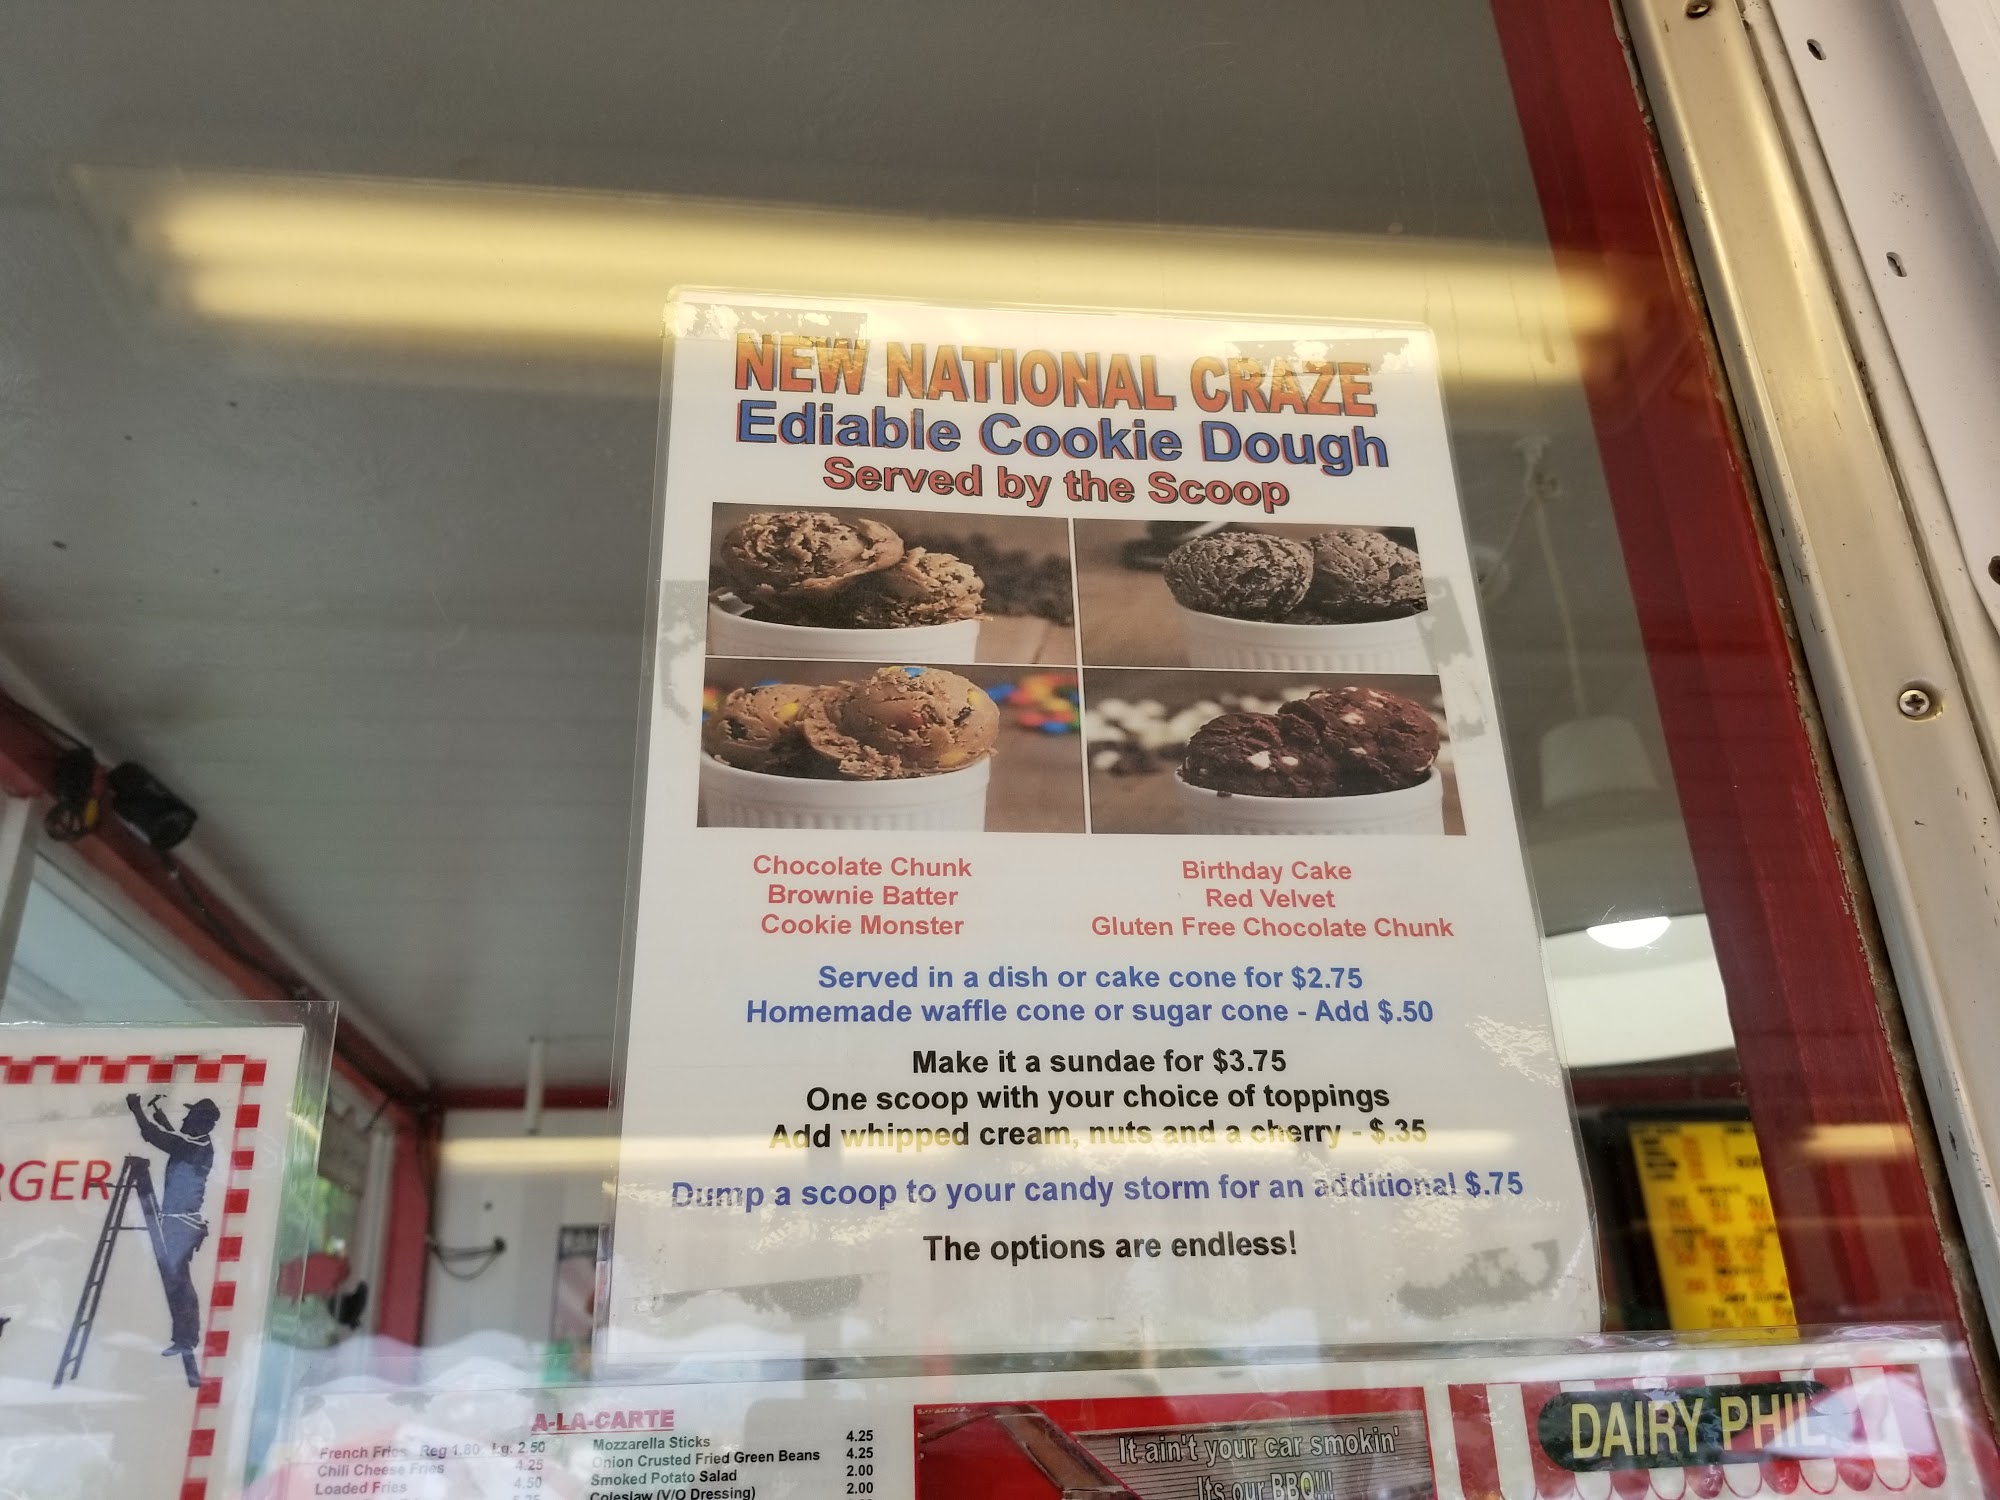 NEW NATIONAL CRAZE
Ediable Cookie Dough
Served by the Scoop
Chocolate Chunk
Brownie Batter
Cookie Monster
Birthday Cake
Red Velvet
Gluten Free Chocolate Chunk
Served in a dish or cake cone for $2.75
Homemade waffle cone or sugar cone - Add $.50
Make it a sundae for $3.75
One scoop with your choice of toppings
Add whipped cream, nuts and a cherry - $.35
Dump a scoop to your candy storm for an additional $.75
The options are endless!
RGER
A-LA-CARTE
French Fries Reg 1.80 Lg. 2.50
Chili Cheese Fries 4.25
Loaded Fries 4.50
Mozzarella Sticks 4.25
Onion Crusted Fried Green Beans 4.25
Smoked Potato Salad 2.00
Coleslaw (V/O Dressing) 2.00
It ain't your car smokin'
Its our BBQ!!!
DAIRY PHIL